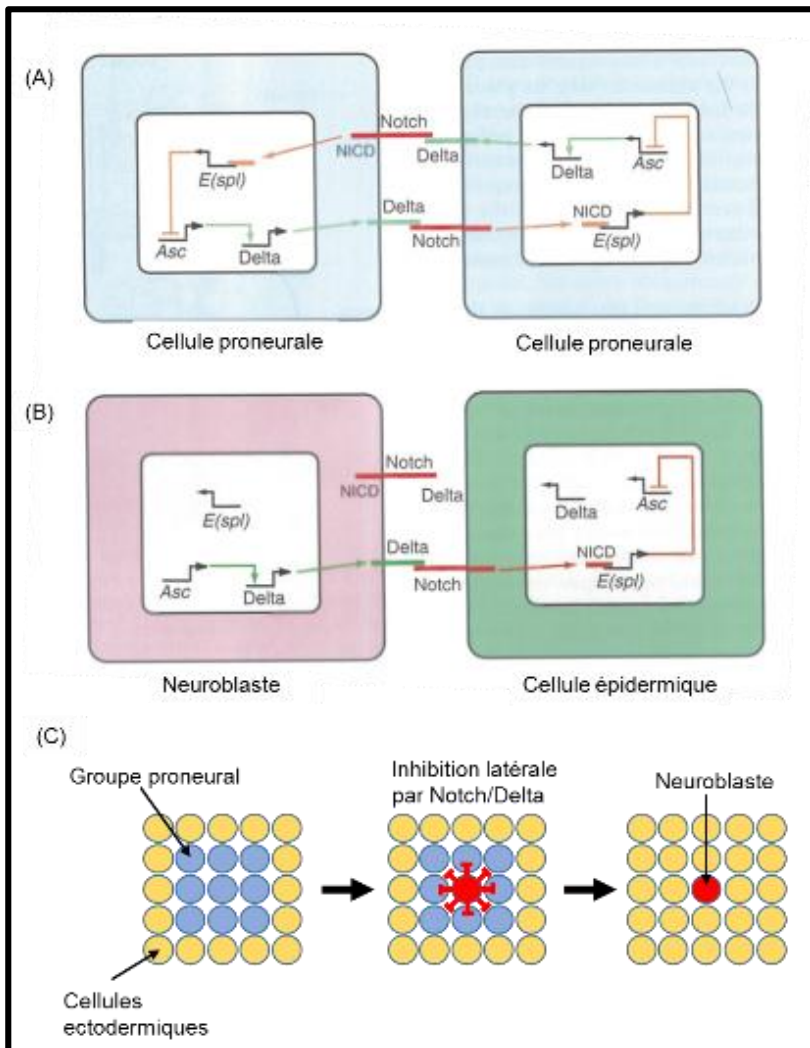 (A)
Notch
NICD
Delta
E(spl)
Asc
Delta
Delta
Notch
Delta
Asc
NICD
E(spl)
Cellule proneurale
Cellule proneurale
(B)
Notch
NICD
Delta
E(spl)
Asc
Delta
Delta
Notch
Delta
Asc
NICD
E(spl)
Neuroblaste
Cellule épidermique
(C)
Groupe proneural
Inhibition latérale
par Notch/Delta
Neuroblaste
Cellules
ectodermiques